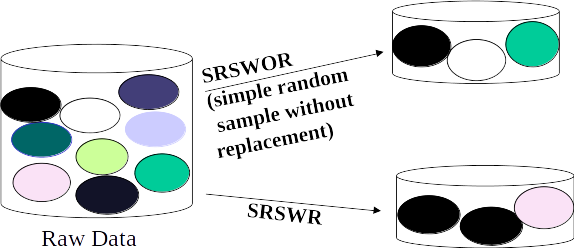 SRSWOR
(simple random
sample without
replacement)
SRSWR
Raw Data